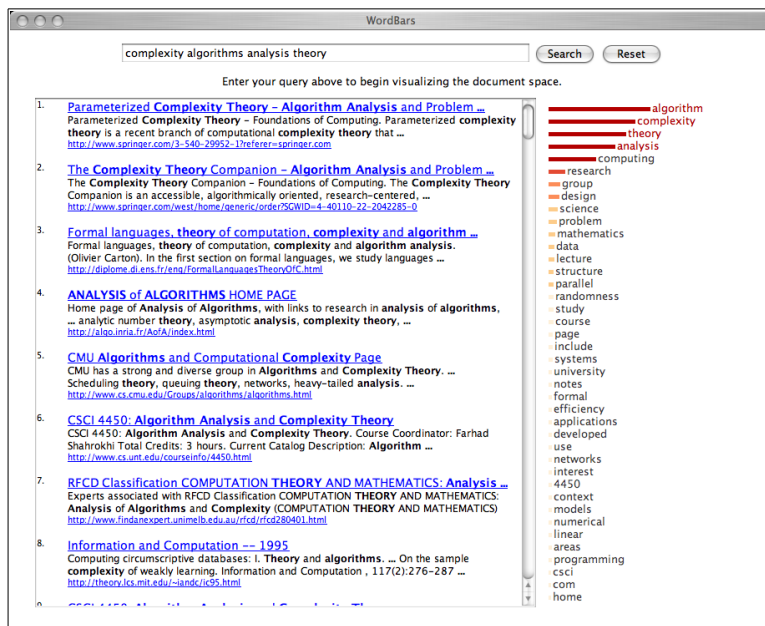 WordBars
complexity algorithms analysis theory
Search
Reset
Enter your query above to begin visualizing the document space.
1. Parameterized Complexity Theory – Algorithm Analysis and Problem ...
Parameterized Complexity Theory – Foundations of Computing. Parameterized complexity
theory is a recent branch of computational complexity theory that ...
http://www.springer.com/3-540-29952-1?referer=springer.com
2. The Complexity Theory Companion – Algorithm Analysis and Problem ...
The Complexity Theory Companion – Foundations of Computing. The Complexity Theory
Companion is an accessible, algorithmically oriented, research-centered, ...
http://www.springer.com/west/home/generic/order?SGWID=4-40110-22-2042285-0
3. Formal languages, theory of computation, complexity and algorithm ...
Formal languages, theory of computation, complexity and algorithm analysis.
(Olivier Carton). In the first section on formal languages, we study languages ...
http://diplome.di.ens.fr/eng/FormalLanguagesTheoryOfC.html
4. ANALYSIS of ALGORITHMS HOME PAGE
Home page of Analysis of Algorithms, with links to research in analysis of algorithms,
... analytic number theory, asymptotic analysis, complexity theory, ...
http://algo.inria.fr/AofA/index.html
5. CMU Algorithms and Computational Complexity Page
CMU has a strong and diverse group in Algorithms and Complexity Theory. ...
Scheduling theory, queuing theory, networks, heavy-tailed analysis. ...
http://www.cs.cmu.edu/Groups/algorithms/algorithms.html
6. CSCI 4450: Algorithm Analysis and Complexity Theory
CSCI 4450: Algorithm Analysis and Complexity Theory. Course Coordinator: Farhad
Shahrokhi Total Credits: 3 hours. Current Catalog Description: Algorithm ...
http://www.cs.unt.edu/courseinfo/4450.html
7. RFCD Classification COMPUTATION THEORY AND MATHEMATICS: Analysis ...
Experts associated with RFCD Classification COMPUTATION THEORY AND MATHEMATICS:
Analysis of Algorithms and Complexity (COMPUTATION THEORY AND MATHEMATICS)
http://www.findanexpert.unimelb.edu.au/rfcd/rfcd280401.html
8. Information and Computation -- 1995
Computing circumscriptive databases: I. Theory and algorithms. ... On the sample
complexity of weakly learning. Information and Computation , 117(2):276-287 ...
http://theory.lcs.mit.edu/~iandc/ic95.html
algorithm
complexity
theory
analysis
computing
research
group
design
science
problem
mathematics
data
lecture
structure
parallel
randomness
study
course
page
include
systems
university
notes
formal
efficiency
applications
developed
use
networks
interest
4450
context
models
numerical
linear
areas
programming
csci
com
home